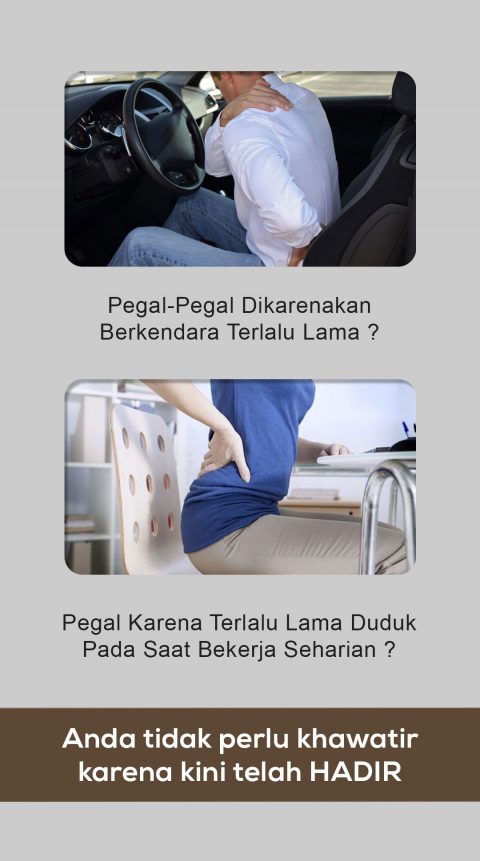 Pegal-Pegal Dikarenakan
Berkendara Terlalu Lama ?
Pegal Karena Terlalu Lama Duduk
Pada Saat Bekerja Seharian ?
Anda tidak perlu khawatir
karena kini telah HADIR